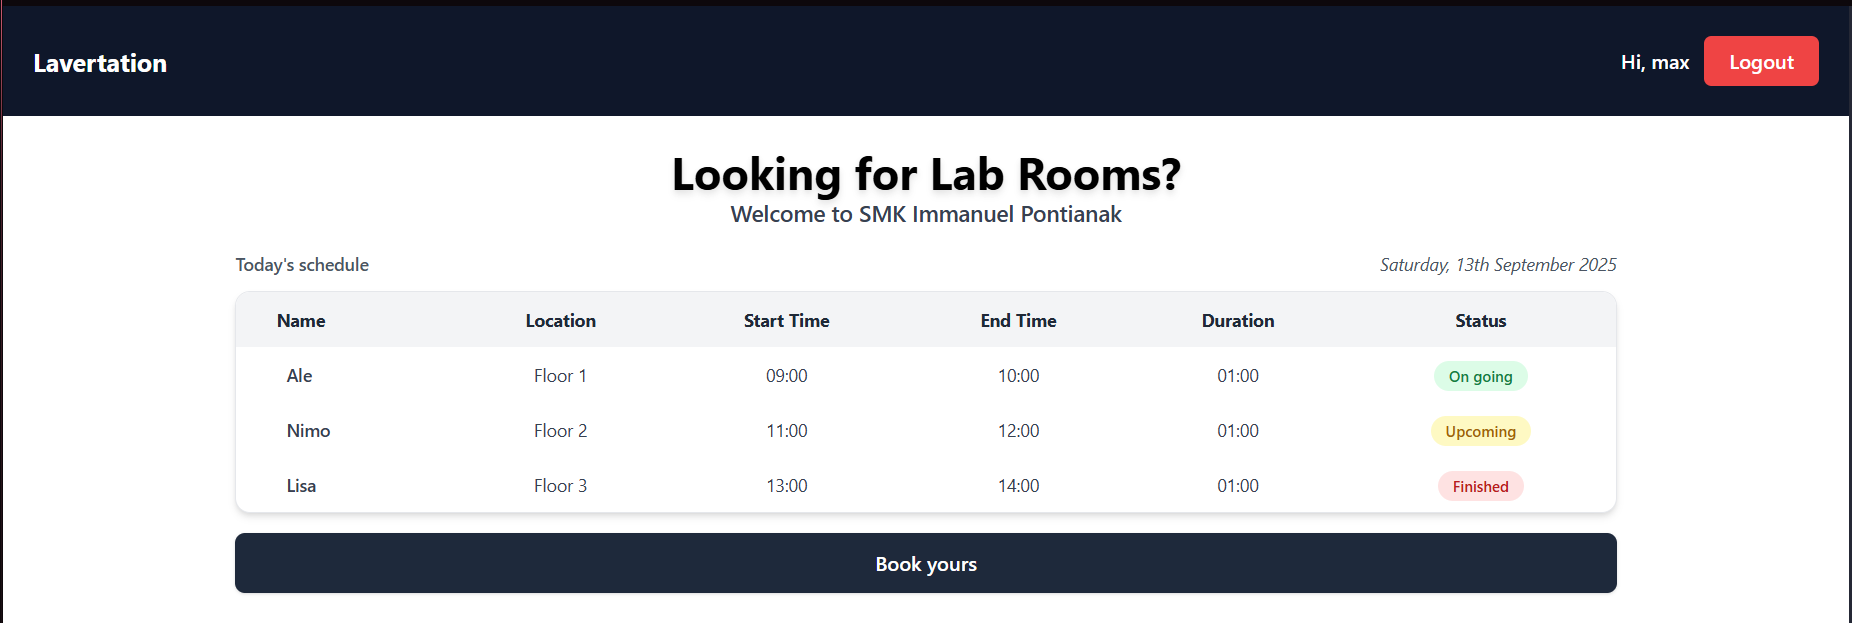 Lavertation Hi, max Logout
Looking for Lab Rooms?
Welcome to SMK Immanuel Pontianak
Today's schedule Saturday, 13th September 2025
Name Location Start Time End Time Duration Status
Ale Floor 1 09:00 10:00 01:00 On going
Nimo Floor 2 11:00 12:00 01:00 Upcoming
Lisa Floor 3 13:00 14:00 01:00 Finished
Book yours